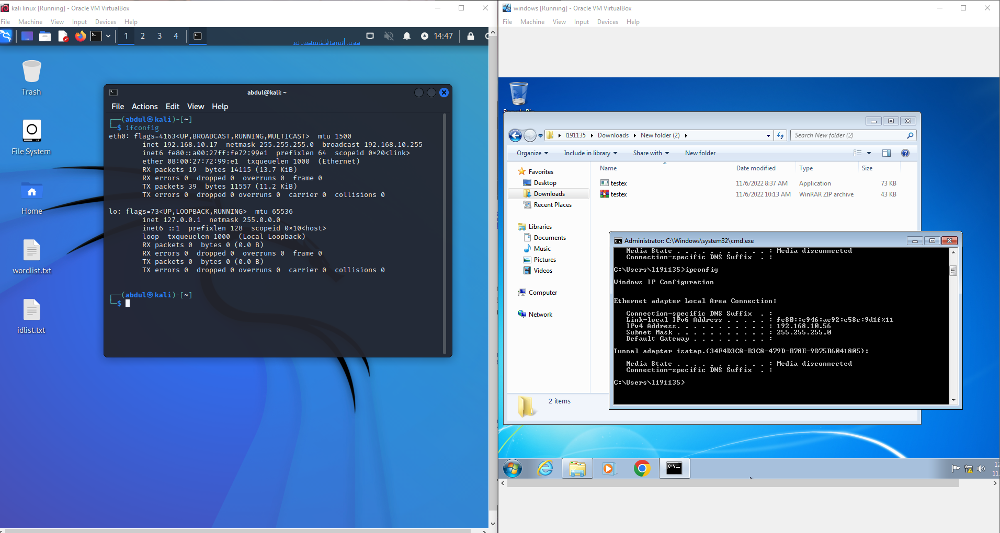 kali linux [Running] - Oracle VM VirtualBox
File Machine View Input Devices Help
1 2 3 4 14:47
Trash
File System
Home
wordlist.txt
idlist.txt
abdul@kali: ~
File Actions Edit View Help
(abdul㉿kali)-[~]
$ ifconfig
eth0: flags=4163<UP,BROADCAST,RUNNING,MULTICAST>  mtu 1500
inet 192.168.10.17  netmask 255.255.255.0  broadcast 192.168.10.255
inet6 fe80::a00:27ff:fe72:99e1  prefixlen 64  scopeid 0×20<link>
ether 08:00:27:72:99:e1  txqueuelen 1000  (Ethernet)
RX packets 19  bytes 14115 (13.7 KiB)
RX errors 0  dropped 0  overruns 0  frame 0
TX packets 39  bytes 11557 (11.2 KiB)
TX errors 0  dropped 0 overruns 0  carrier 0  collisions 0
lo: flags=73<UP,LOOPBACK,RUNNING>  mtu 65536
inet 127.0.0.1  netmask 255.0.0.0
inet6 ::1  prefixlen 128  scopeid 0×10<host>
loop  txqueuelen 1000  (Local Loopback)
RX packets 0  bytes 0 (0.0 B)
RX errors 0  dropped 0  overruns 0  frame 0
TX packets 0  bytes 0 (0.0 B)
TX errors 0  dropped 0 overruns 0  carrier 0  collisions 0
(abdul㉿kali)-[~]
$
windows [Running] - Oracle VM VirtualBox
File Machine View Input Devices Help
Recycle Bin
l191135 Downloads New folder (2)
Search New folder (2)
Organize Include in library Share with New folder
Name Date modified Type Size
testex 11/6/2022 8:37 AM Application 73 KB
testex 11/6/2022 10:13 AM WinRAR ZIP archive 43 KB
Favorites
Desktop
Downloads
Recent Places
Libraries
Documents
Music
Pictures
Videos
Computer
Network
2 items
Administrator: C:\Windows\system32\cmd.exe
Media State . . . . . . . . . . . : Media disconnected
Connection-specific DNS Suffix  . :
C:\Users\l191135>ipconfig
Windows IP Configuration
Ethernet adapter Local Area Connection:
Connection-specific DNS Suffix  . :
Link-local IPv6 Address . . . . . : fe80::e946:ae92:e58c:9d1f%11
IPv4 Address. . . . . . . . . . . : 192.168.10.56
Subnet Mask . . . . . . . . . . . : 255.255.255.0
Default Gateway . . . . . . . . . :
Tunnel adapter isatap.{34F4D3C8-B3C8-479D-B78E-9D75B6041805}:
Media State . . . . . . . . . . . : Media disconnected
Connection-specific DNS Suffix  . :
C:\Users\l191135>